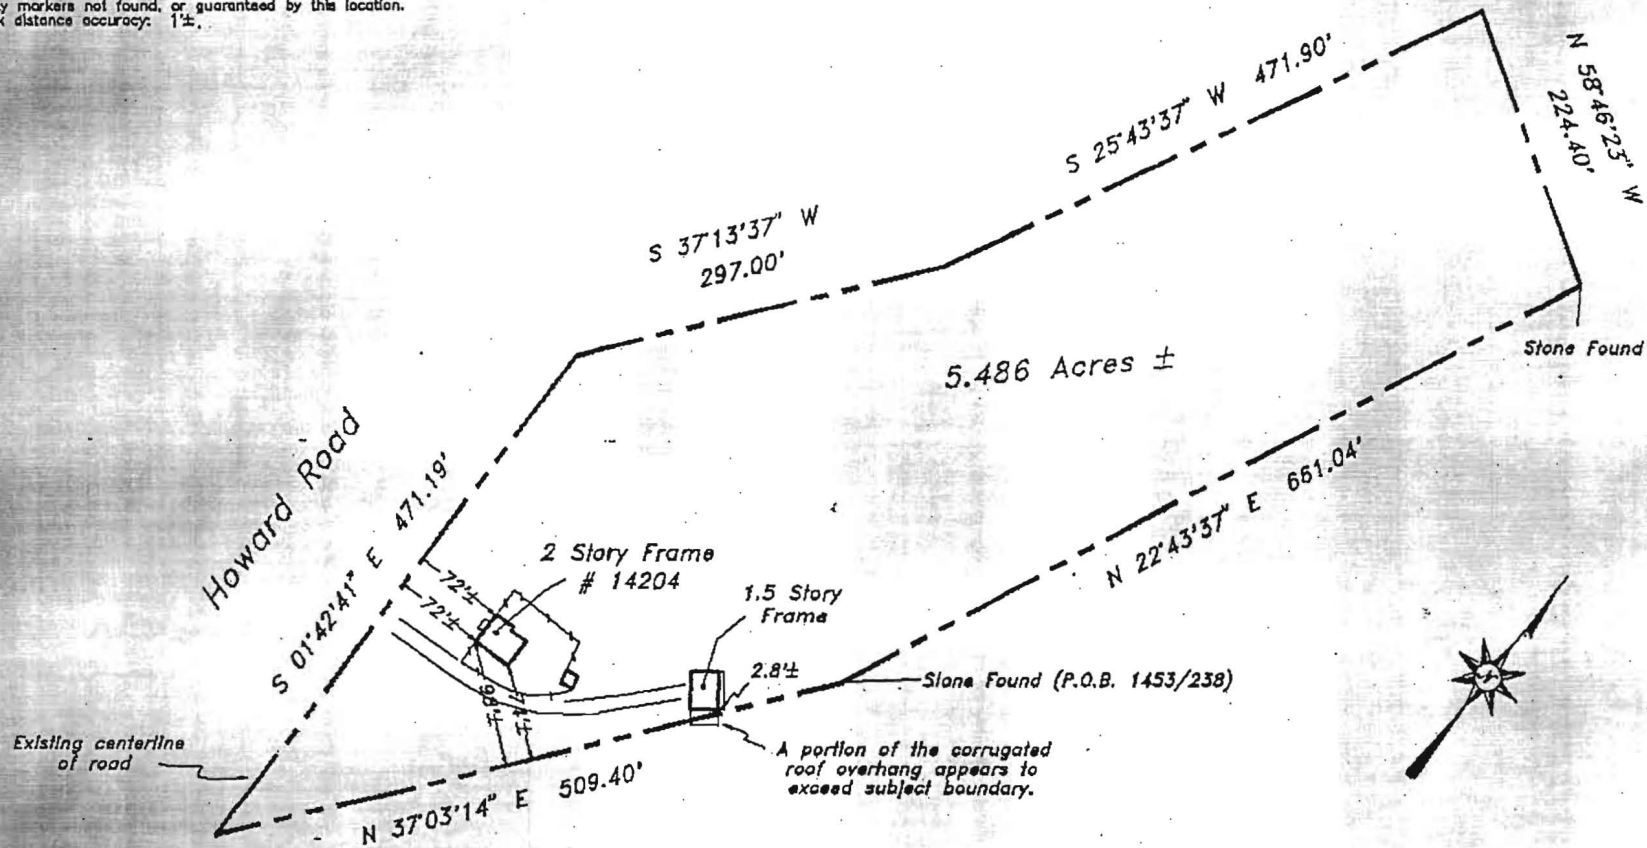 markers not found, or guaranteed by this location.
distance accuracy: 1'±.
N 58°46'23" W
224.40'
S 25°43'37" W 471.90'
S 37°13'37" W
297.00'
Stone Found
5.486 Acres ±
Howard Road
S 01°42'41" E 471.19'
N 22°43'37" E 661.04'
2 Story Frame
# 14204
72'±
72'±
1.5 Story
Frame
2.8'±
Stone Found (P.O.B. 1453/238)
Existing centerline
of road
A portion of the corrugated
roof overhang appears to
exceed subject boundary.
N 37°03'14" E 509.40'